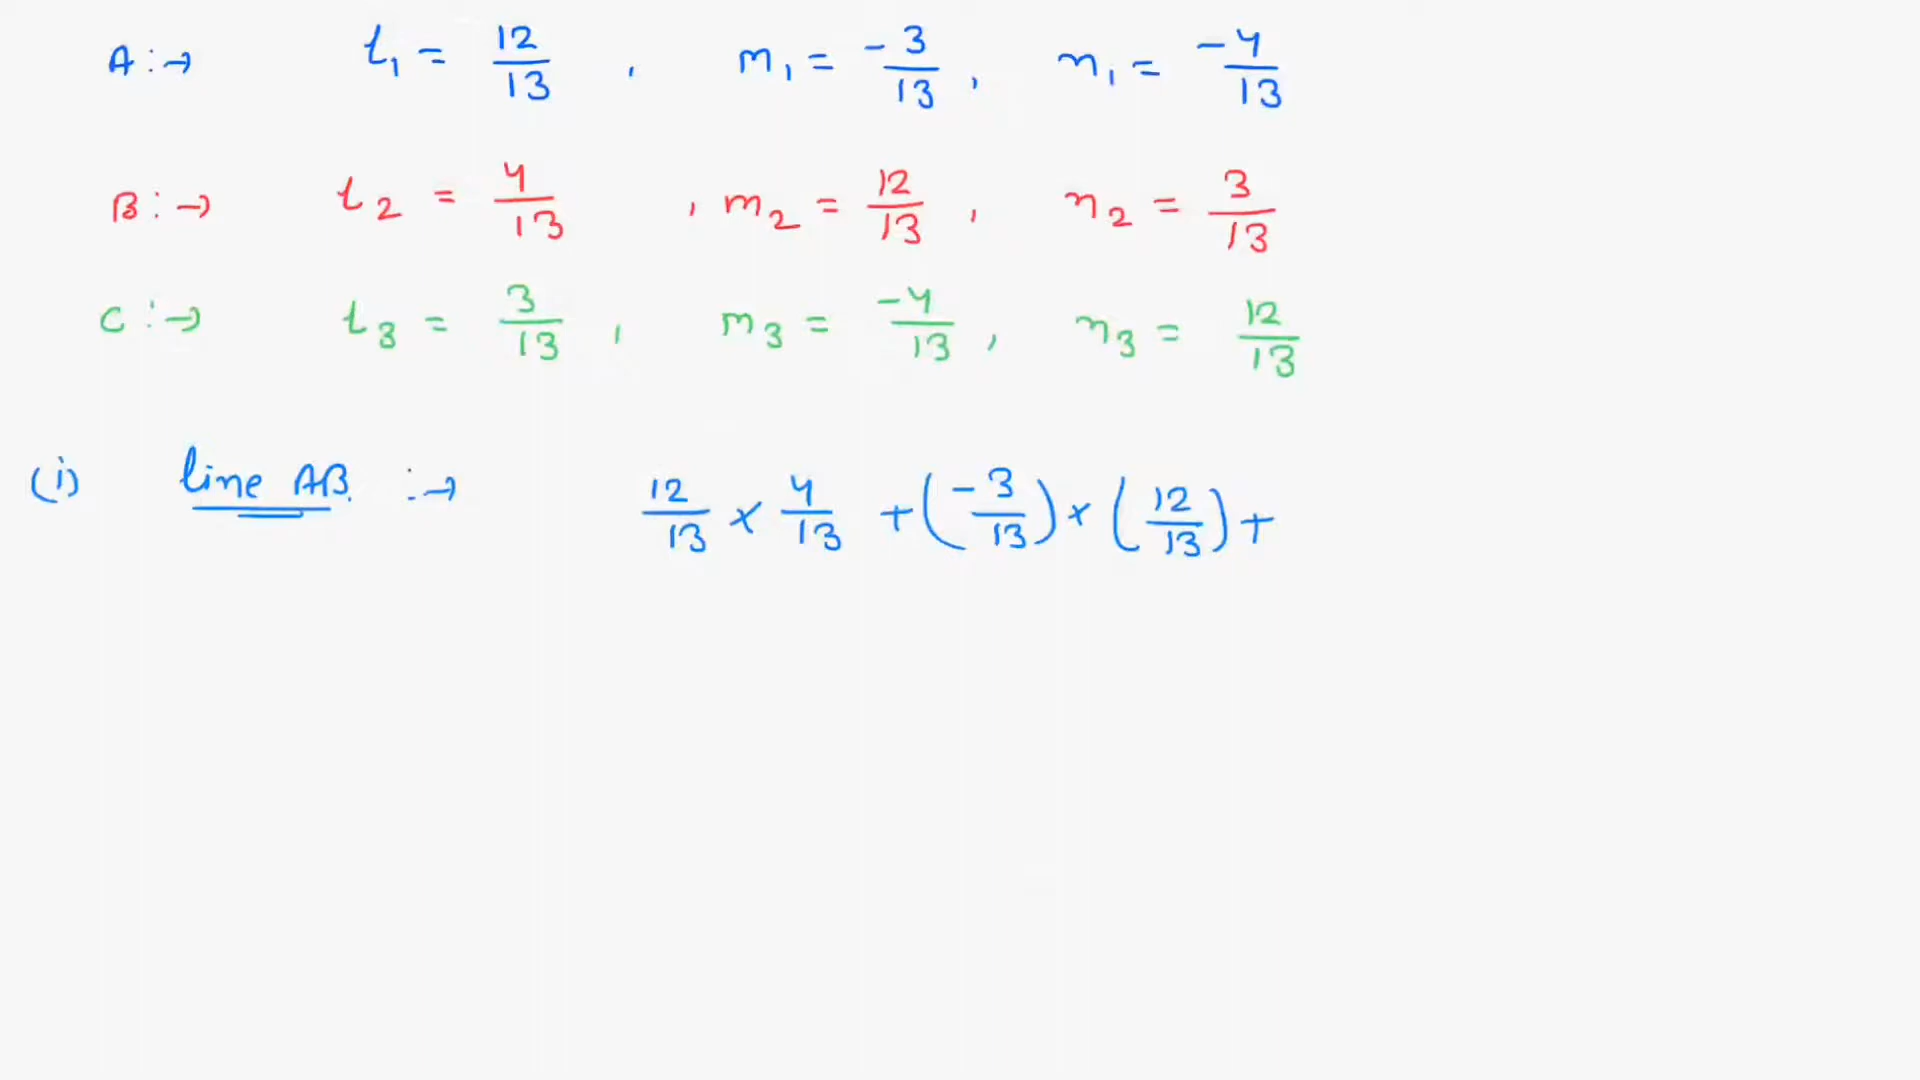 A :→ l₁ = 12/13 , m₁ = -3/13 , n₁ = -4/13
B :→ l₂ = 4/13 , m₂ = 12/13 , n₂ = 3/13
C :→ l₃ = 3/13 , m₃ = -4/13 , n₃ = 12/13
(i) line AB. :→ 12/13 × 4/13 + (-3/13) × (12/13) +